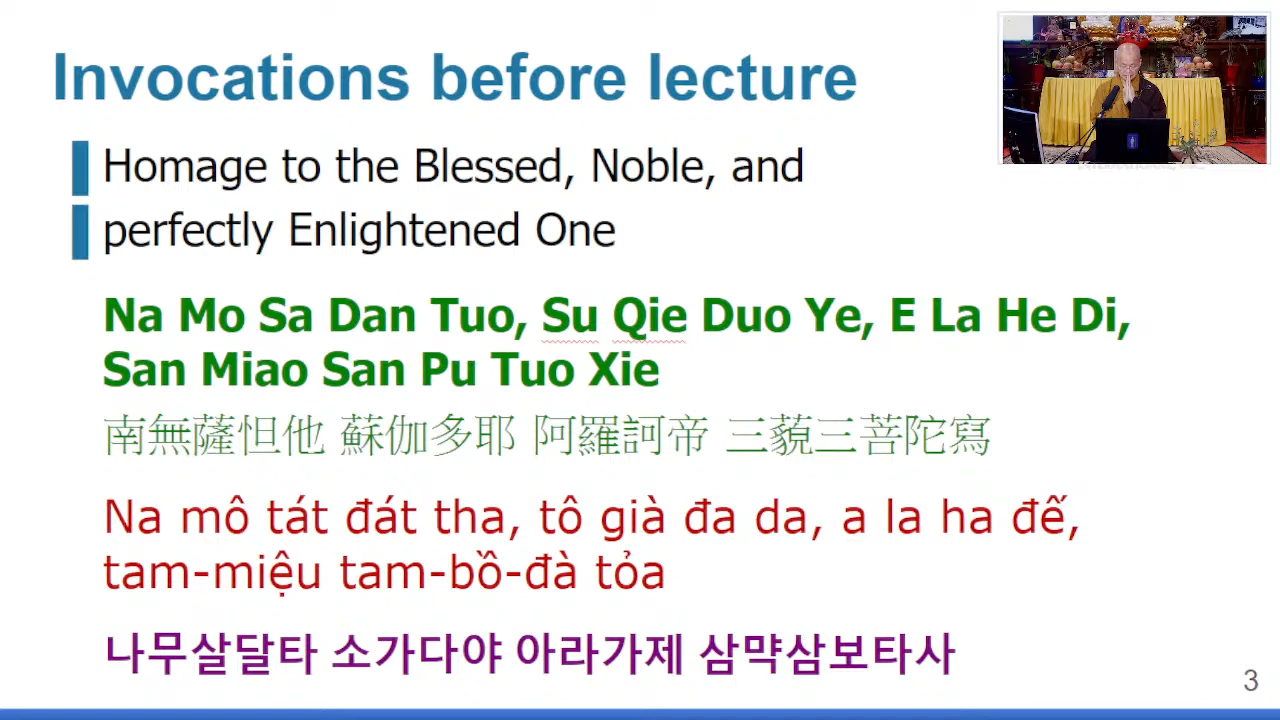 Invocations before lecture
Homage to the Blessed, Noble, and
perfectly Enlightened One
Na Mo Sa Dan Tuo, Su Qie Duo Ye, E La He Di,
San Miao San Pu Tuo Xie
南無薩怛他 蘇伽多耶 阿羅訶帝 三藐三菩陀寫
Na mô tát đát tha, tô già đa da, a la ha đế,
tam-miệu tam-bồ-đà tỏa
나무살달타 소가다야 아라가제 삼먁삼보타사
3